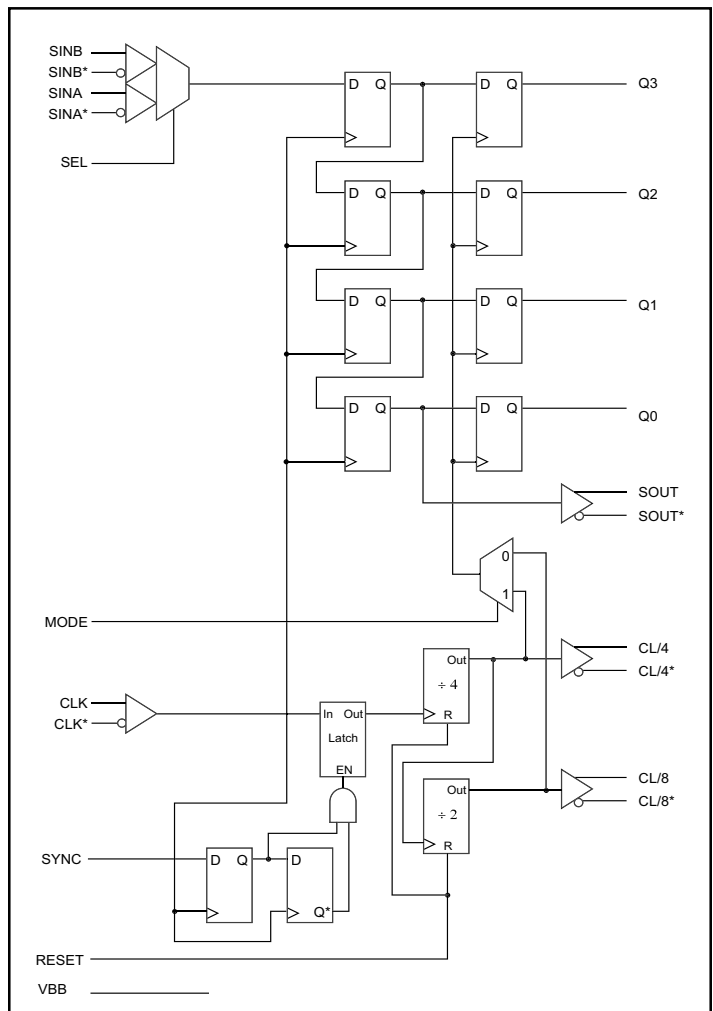 SINB
SINB*
SINA
SINA*
SEL
D Q
D Q
Q3
D Q
D Q
Q2
D Q
D Q
Q1
D Q
D Q
Q0
SOUT
SOUT*
0
1
MODE
Out
÷ 4
R
CL/4
CL/4*
CLK
CLK*
In Out
Latch
EN
Out
÷ 2
R
CL/8
CL/8*
SYNC
D Q
D
Q*
RESET
VBB